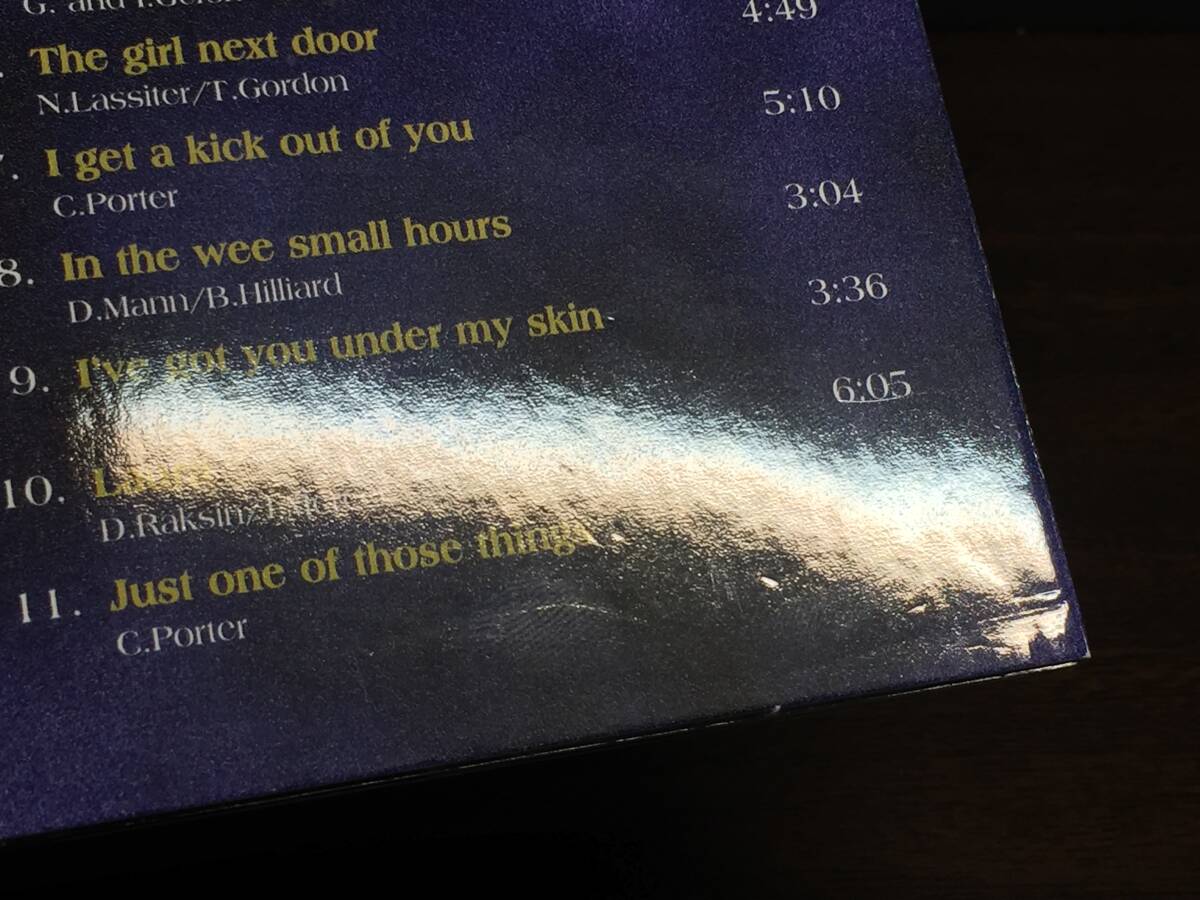 G. and
The girl next door 4:49
N.Lassiter/T.Gordon
7. I get a kick out of you 5:10
C.Porter
8. In the wee small hours 3:04
D.Mann/B.Hilliard
9. I've got you under my skin 3:36
10. 6:05
D.Raksin/
11. Just one of those things
C.Porter